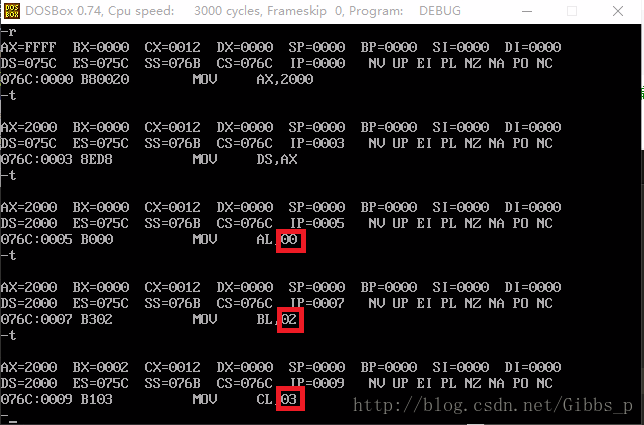 DOS
BOX
DOSBox 0.74, Cpu speed: 3000 cycles, Frameskip 0, Program: DEBUG
-r
AX=FFFF BX=0000 CX=0012 DX=0000 SP=0000 BP=0000 SI=0000 DI=0000
DS=075C ES=075C SS=076B CS=076C IP=0000 NV UP EI PL NZ NA PO NC
076C:0000 B80020 MOV AX,2000
-t
AX=2000 BX=0000 CX=0012 DX=0000 SP=0000 BP=0000 SI=0000 DI=0000
DS=075C ES=075C SS=076B CS=076C IP=0003 NV UP EI PL NZ NA PO NC
076C:0003 8ED8 MOV DS,AX
-t
AX=2000 BX=0000 CX=0012 DX=0000 SP=0000 BP=0000 SI=0000 DI=0000
DS=2000 ES=075C SS=076B CS=076C IP=0005 NV UP EI PL NZ NA PO NC
076C:0005 B000 MOV AL,00
-t
AX=2000 BX=0000 CX=0012 DX=0000 SP=0000 BP=0000 SI=0000 DI=0000
DS=2000 ES=075C SS=076B CS=076C IP=0007 NV UP EI PL NZ NA PO NC
076C:0007 B302 MOV BL,02
-t
AX=2000 BX=0002 CX=0012 DX=0000 SP=0000 BP=0000 SI=0000 DI=0000
DS=2000 ES=075C SS=076B CS=076C IP=0009 NV UP EI PL NZ NA PO NC
076C:0009 B103 MOV CL,03
-
http://blog.csdn.net/Gibbs_p